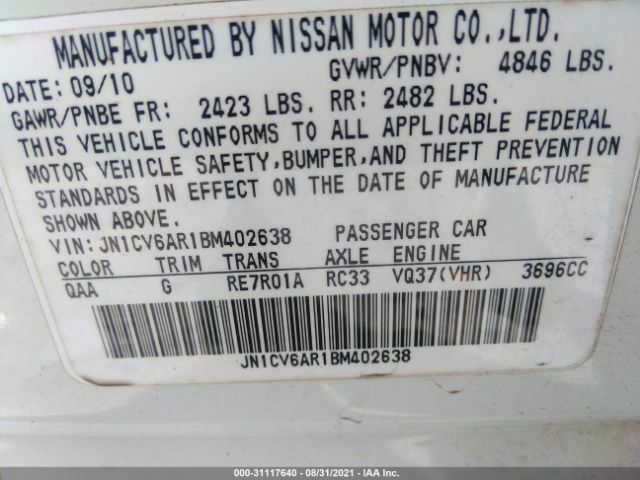 MANUFACTURED BY NISSAN MOTOR CO.,LTD.
DATE: 09/10 GVWR/PNBV: 4846 LBS.
GAWR/PNBE FR: 2423 LBS. RR: 2482 LBS.
THIS VEHICLE CONFORMS TO ALL APPLICABLE FEDERAL
MOTOR VEHICLE SAFETY,BUMPER,AND THEFT PREVENTION
STANDARDS IN EFFECT ON THE DATE OF MANUFACTURE
SHOWN ABOVE.
VIN: JN1CV6AR1BM402638 PASSENGER CAR
COLOR TRIM TRANS AXLE ENGINE
QAA G RE7R01A RC33 VQ37(VHR) 3696CC
JN1CV6AR1BM402638
000-31117640 - 08/31/2021 - IAA Inc.